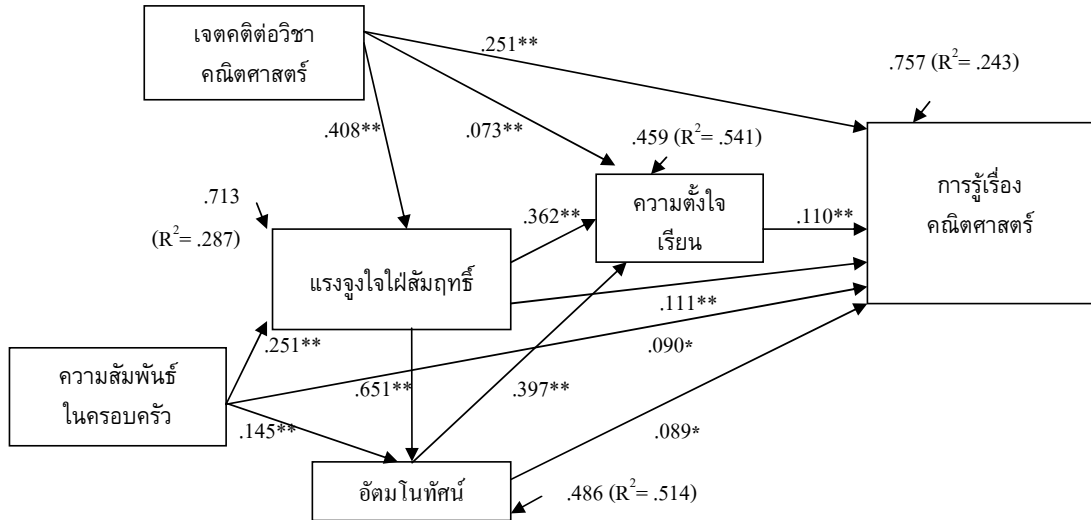 เจตคติต่อวิชา
คณิตศาสตร์
.251**
.757 (R²= .243)
.408**
.073**
.459 (R²= .541)
การรู้เรื่อง
คณิตศาสตร์
.713
(R²= .287)
ความตั้งใจ
เรียน
.362**
.110**
แรงจูงใจใฝ่สัมฤทธิ์
.111**
.251**
.090*
ความสัมพันธ์
ในครอบครัว
.651**
.397**
.145**
.089*
อัตมโนทัศน์
.486 (R²= .514)